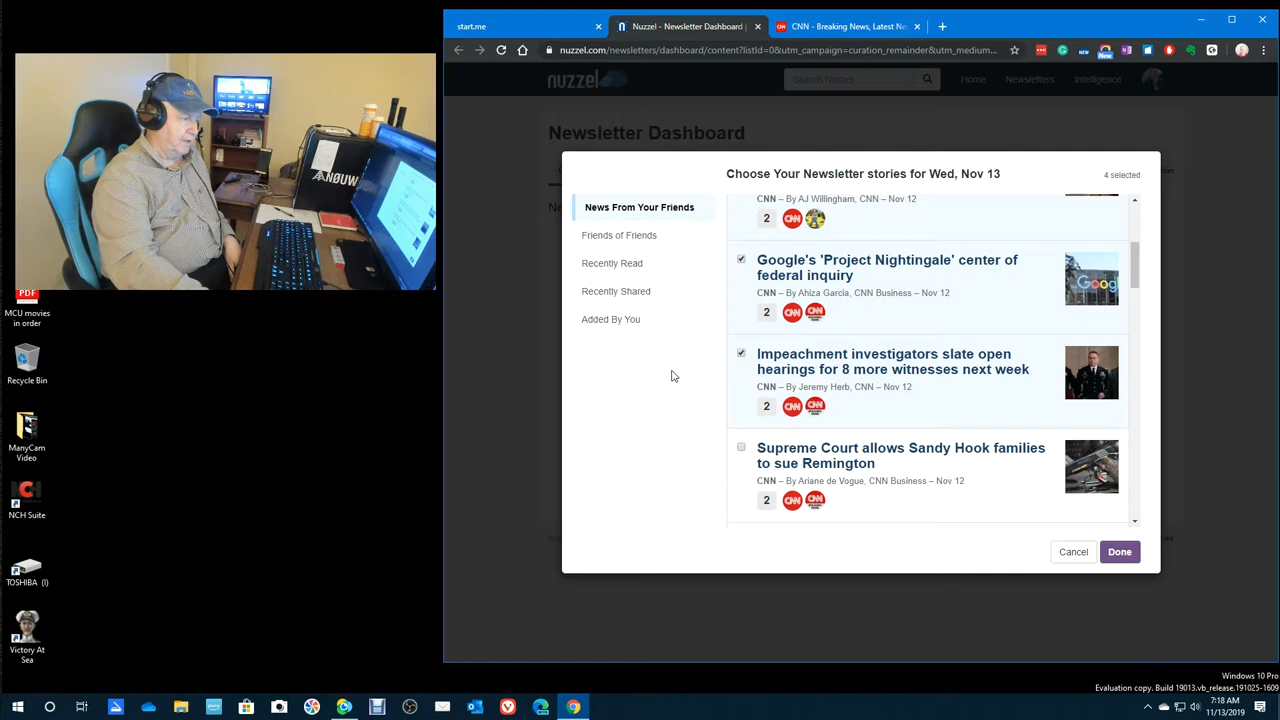 start.me
Nuzzel - Newsletter Dashboard |
CNN - Breaking News, Latest Ne
nuzzel.com/newsletters/dashboard/content?listId=0&utm_campaign=curation_remainder&utm_medium...
New
nuzzel
Search Nuzzel
Home
Newsletters
Intelligence
Newsletter Dashboard
Choose Your Newsletter stories for Wed, Nov 13
4 selected
News From Your Friends
Friends of Friends
Recently Read
Recently Shared
Added By You
CNN – By AJ Willingham, CNN – Nov 12
2
Google's 'Project Nightingale' center of
federal inquiry
CNN – By Ahiza Garcia, CNN Business – Nov 12
2
Impeachment investigators slate open
hearings for 8 more witnesses next week
CNN – By Jeremy Herb, CNN – Nov 12
2
Supreme Court allows Sandy Hook families
to sue Remington
CNN – By Ariane de Vogue, CNN Business – Nov 12
2
Cancel
Done
PDF
MCU movies
in order
Recycle Bin
ManyCam
Video
NCH Suite
TOSHIBA (I)
Victory At
Sea
Windows 10 Pro
Evaluation copy. Build 19013.vb_release.191025-1609
7:18 AM
11/13/2019